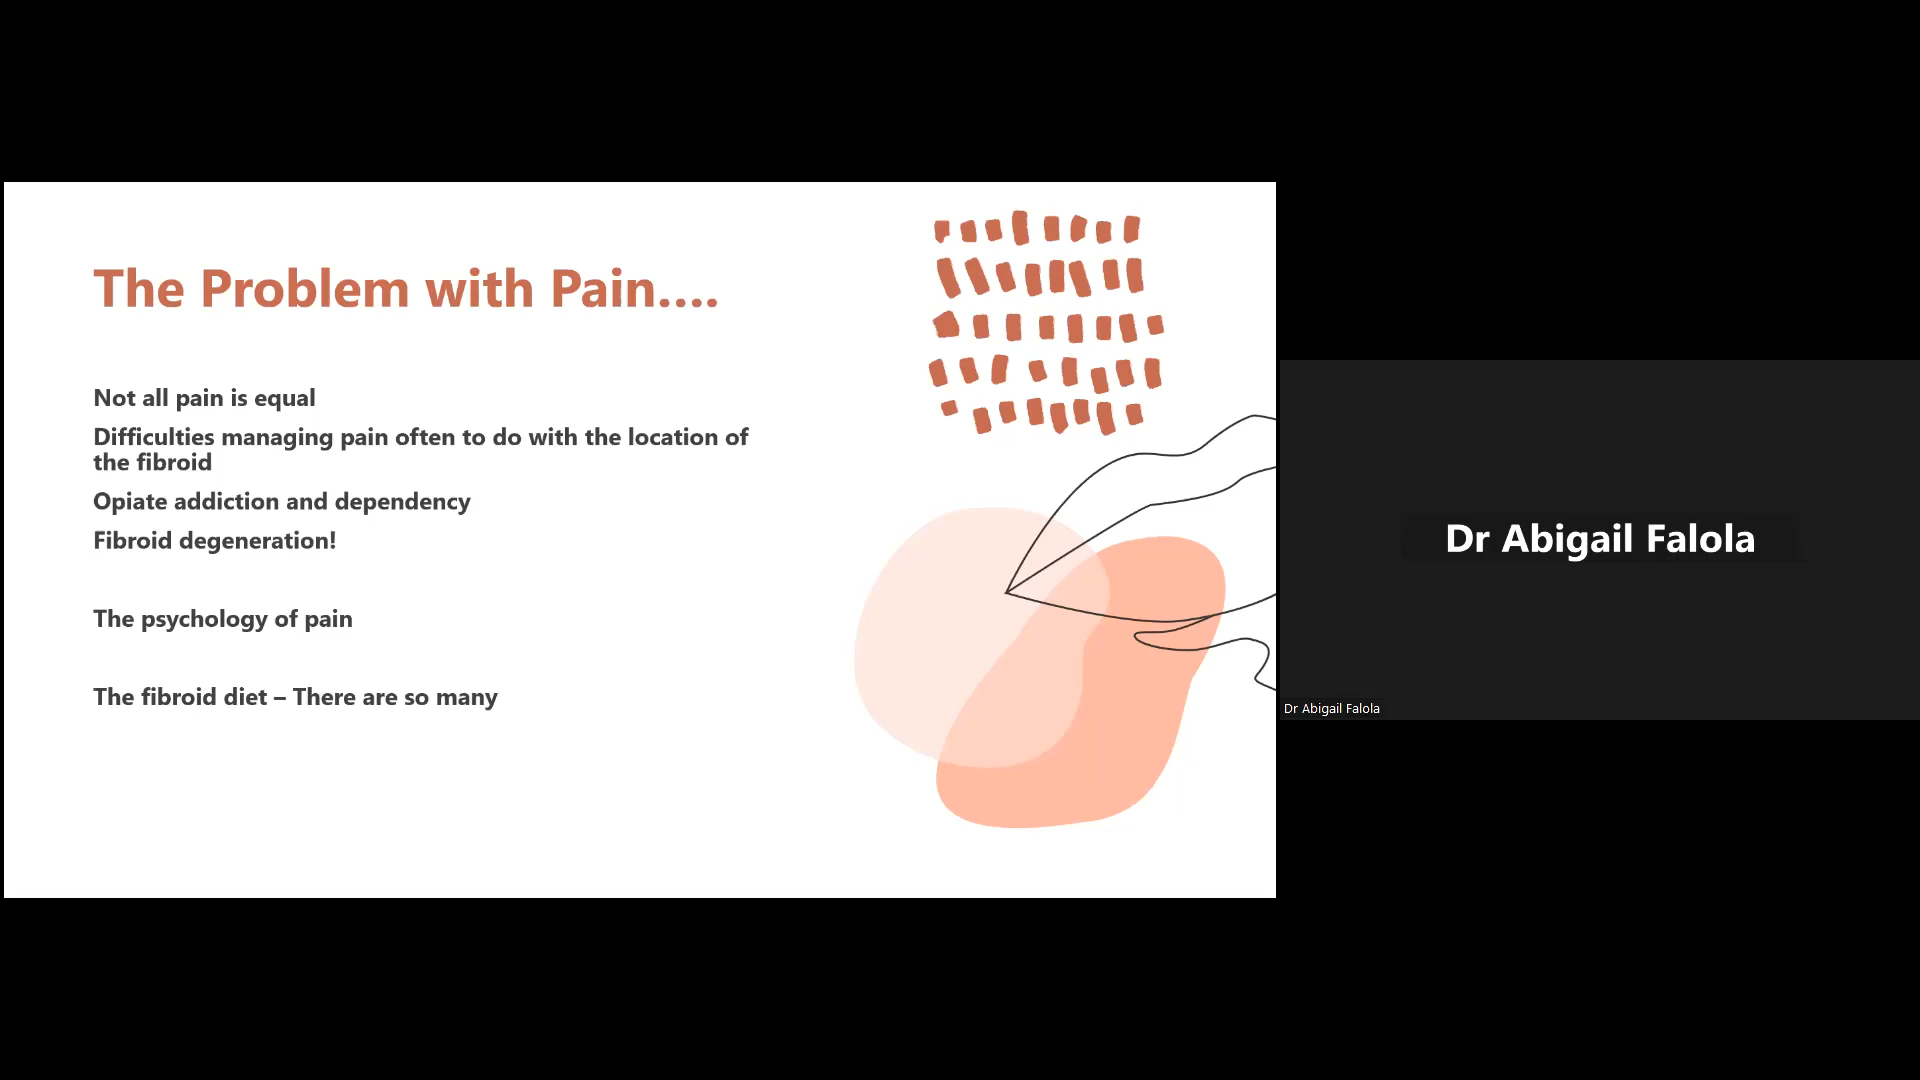 The Problem with Pain....
Not all pain is equal
Difficulties managing pain often to do with the location of
the fibroid
Opiate addiction and dependency
Fibroid degeneration!
The psychology of pain
The fibroid diet – There are so many
Dr Abigail Falola
Dr Abigail Falola